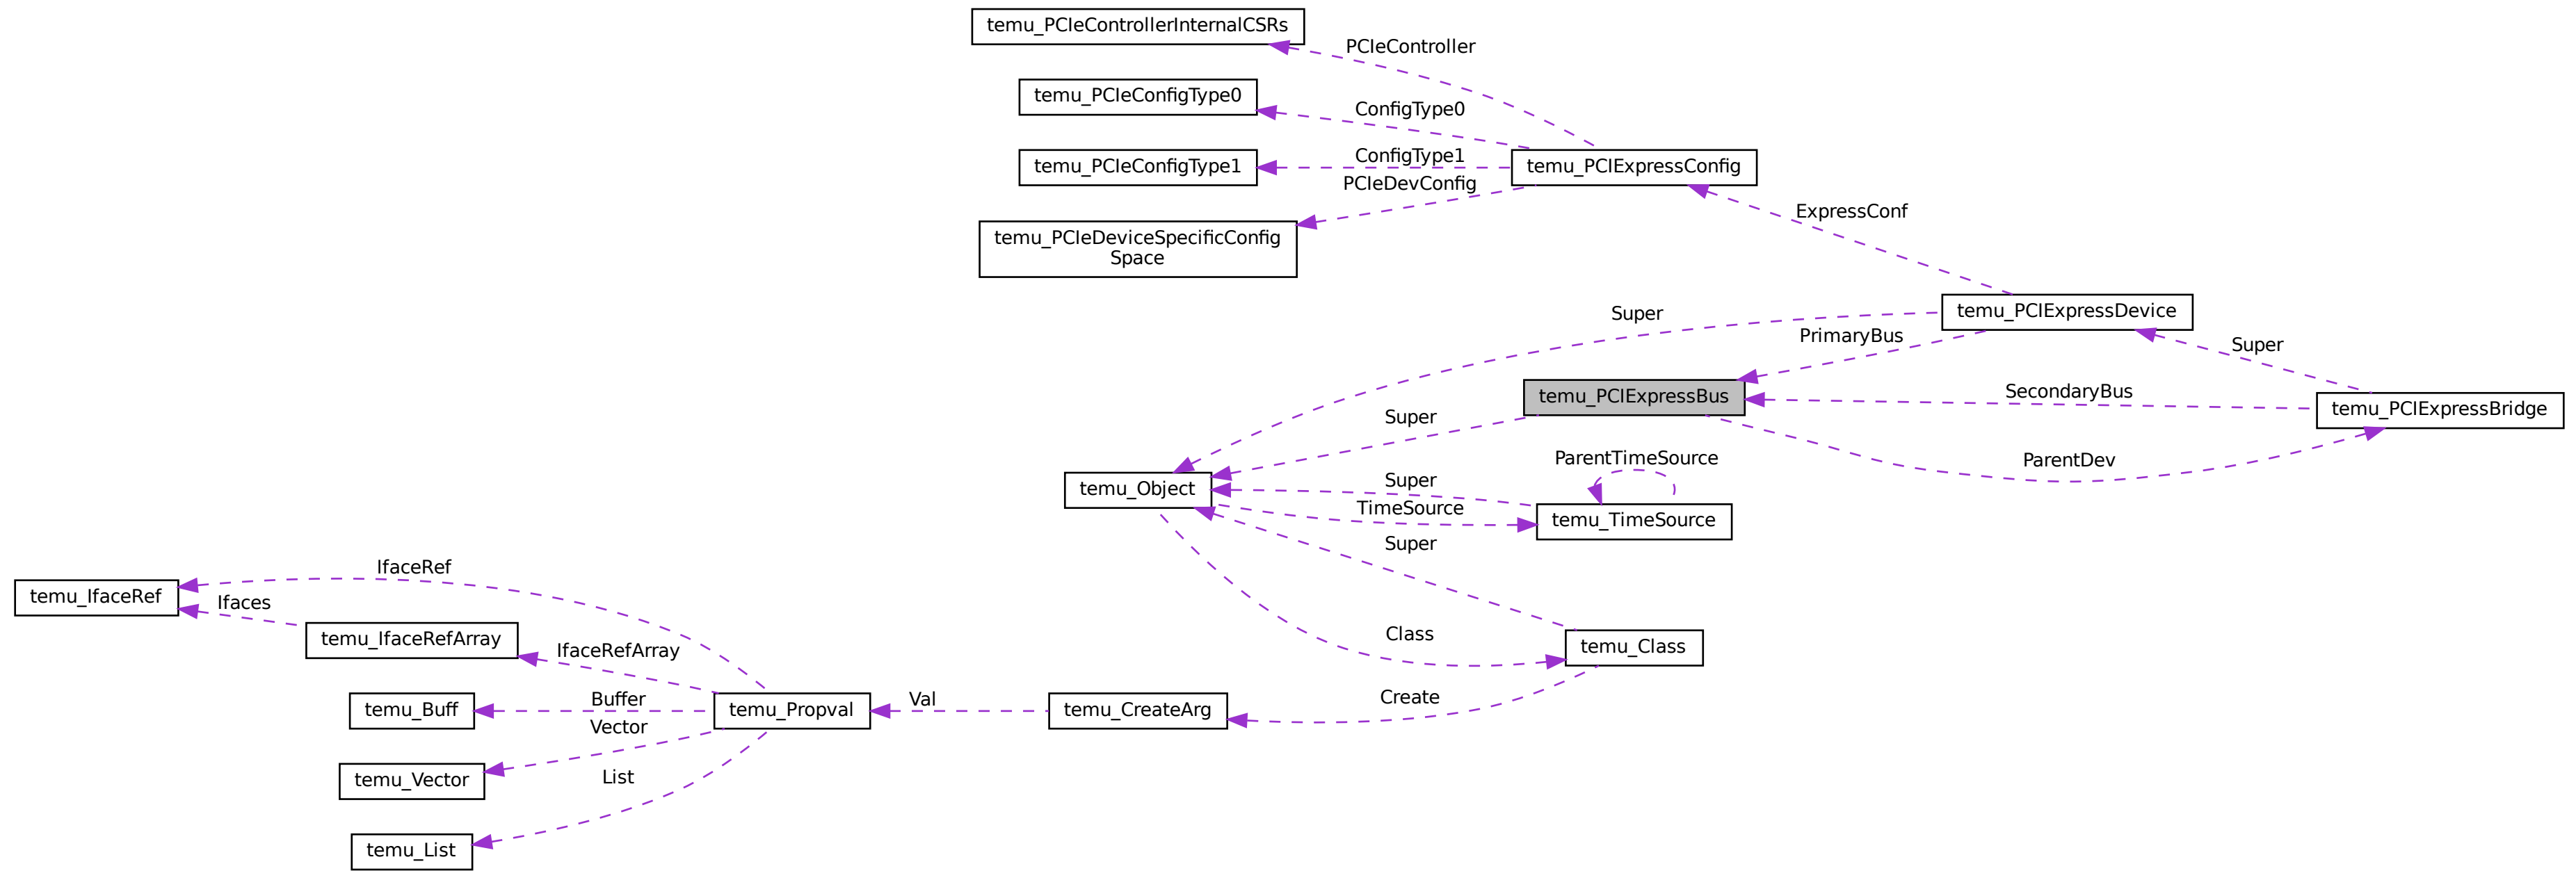 temu_PCIeControllerInternalCSRs
PCIeController
temu_PCIeConfigType0
ConfigType0
temu_PCIeConfigType1
ConfigType1
temu_PCIExpressConfig
PCIeDevConfig
temu_PCIeDeviceSpecificConfig
Space
ExpressConf
temu_PCIExpressDevice
Super
PrimaryBus
Super
temu_PCIExpressBus
SecondaryBus
temu_PCIExpressBridge
Super
ParentDev
ParentTimeSource
temu_Object
Super
TimeSource
temu_TimeSource
Super
IfaceRef
temu_IfaceRef
Ifaces
temu_IfaceRefArray
IfaceRefArray
Class
temu_Class
Buffer
temu_Buff
temu_Propval
Val
temu_CreateArg
Create
Vector
temu_Vector
List
temu_List